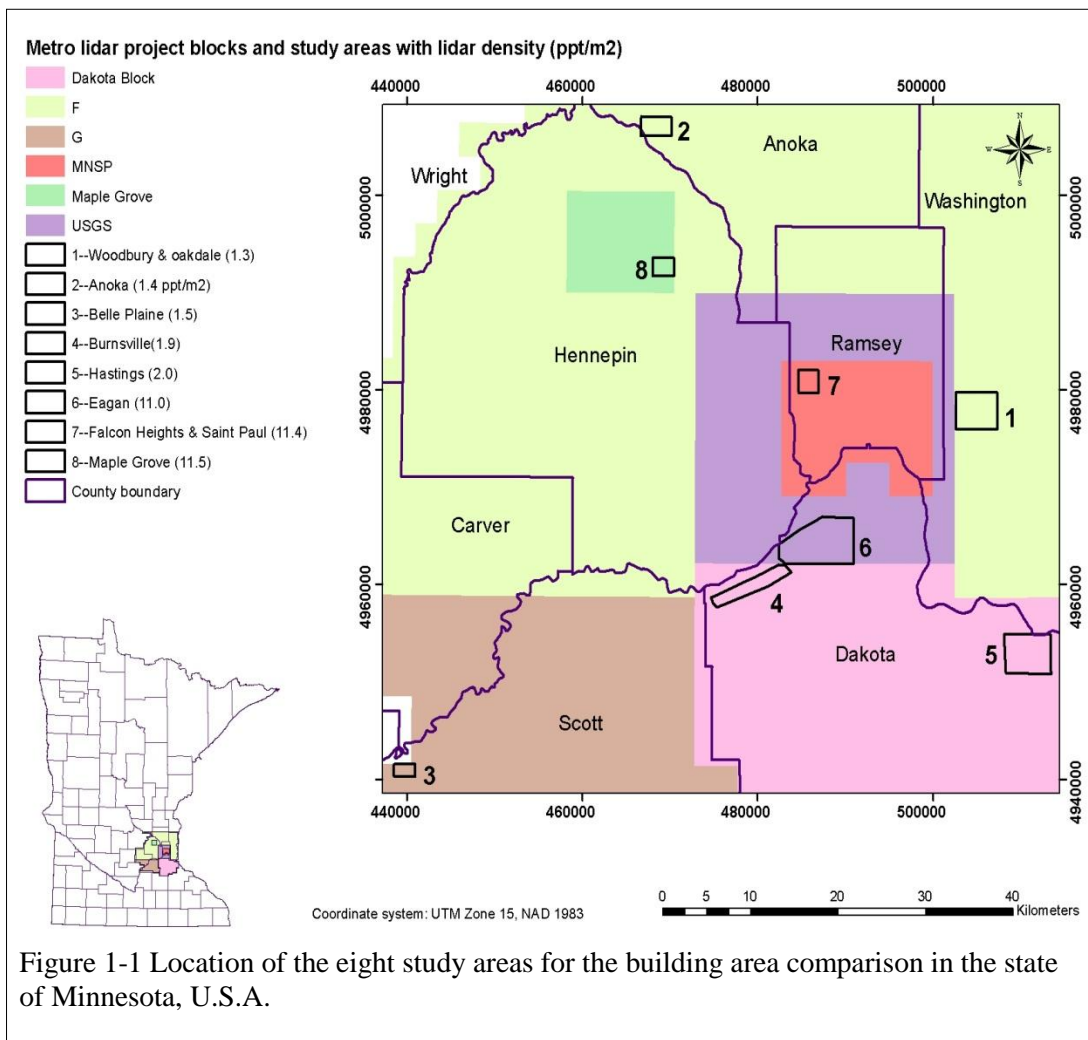 Metro lidar project blocks and study areas with lidar density (ppt/m2)
Dakota Block
F
G
MNSP
Maple Grove
USGS
1--Woodbury & oakdale (1.3)
2--Anoka (1.4 ppt/m2)
3--Belle Plaine (1.5)
4--Burnsville(1.9)
5--Hastings (2.0)
6--Eagan (11.0)
7--Falcon Heights & Saint Paul (11.4)
8--Maple Grove (11.5)
County boundary
440000 460000 480000 500000
5000000
4980000
4960000
4940000
N
W E
S
2
Anoka
Wright
Washington
8
Hennepin
Ramsey
7
1
Carver
6
4
Dakota
5
Scott
3
5000000
4980000
4960000
4940000
440000 460000 480000 500000
Coordinate system: UTM Zone 15, NAD 1983
0 5 10 20 30 40
Kilometers
Figure 1-1 Location of the eight study areas for the building area comparison in the state
of Minnesota, U.S.A.